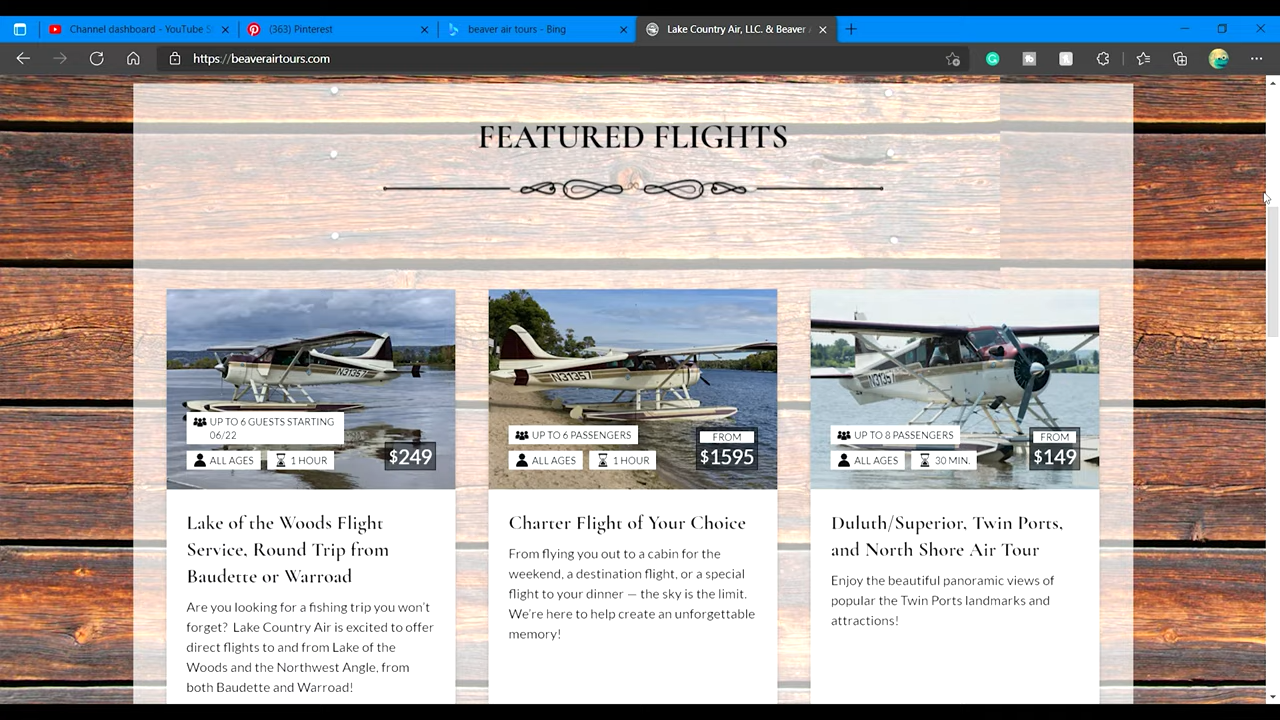 Channel dashboard - YouTube S
(363) Pinterest
beaver air tours - Bing
Lake Country Air, LLC. & Beaver
https://beaverairtours.com
FEATURED FLIGHTS
N31357
UP TO 6 GUESTS STARTING
06/22
ALL AGES
1 HOUR
$249
Lake of the Woods Flight
Service, Round Trip from
Baudette or Warroad
Are you looking for a fishing trip you won't
forget? Lake Country Air is excited to offer
direct flights to and from Lake of the
Woods and the Northwest Angle, from
both Baudette and Warroad!
N31357
UP TO 6 PASSENGERS
ALL AGES
1 HOUR
FROM
$1595
Charter Flight of Your Choice
From flying you out to a cabin for the
weekend, a destination flight, or a special
flight to your dinner — the sky is the limit.
We're here to help create an unforgettable
memory!
N31357
UP TO 8 PASSENGERS
ALL AGES
30 MIN.
FROM
$149
Duluth/Superior, Twin Ports,
and North Shore Air Tour
Enjoy the beautiful panoramic views of
popular the Twin Ports landmarks and
attractions!